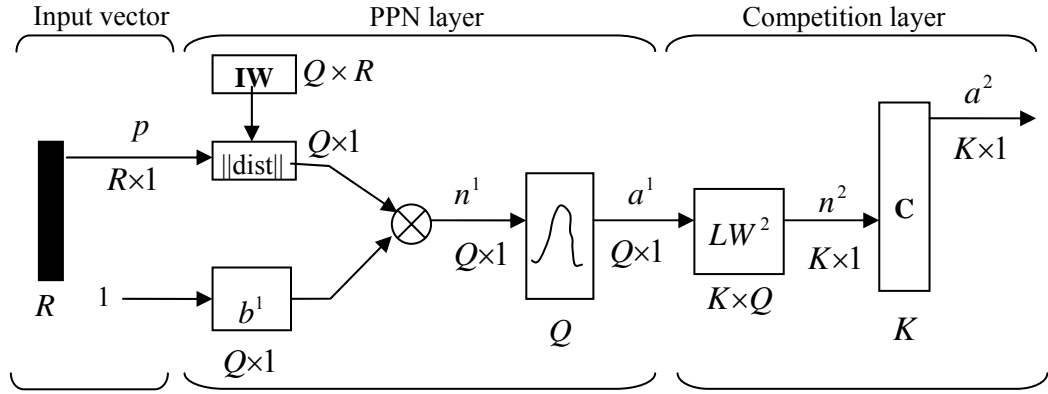 Input vector
PPN layer
Competition layer
IW
Q × R
p
R×1
||dist||
Q×1
R
1
b¹
Q×1
n¹
Q×1
Q
a¹
Q×1
LW²
K×Q
n²
K×1
C
K
a²
K×1